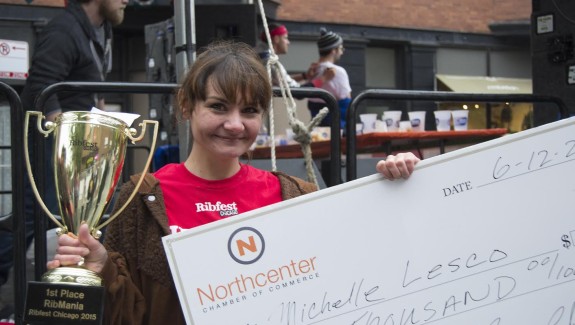 Ribfest
1st Place
RibMania
Ribfest Chicago 2015
Ribfest
DATE 6-12-2
N
Northcenter
CHAMBER OF COMMERCE
Michelle Lesco
THOUSAND 00/100
$